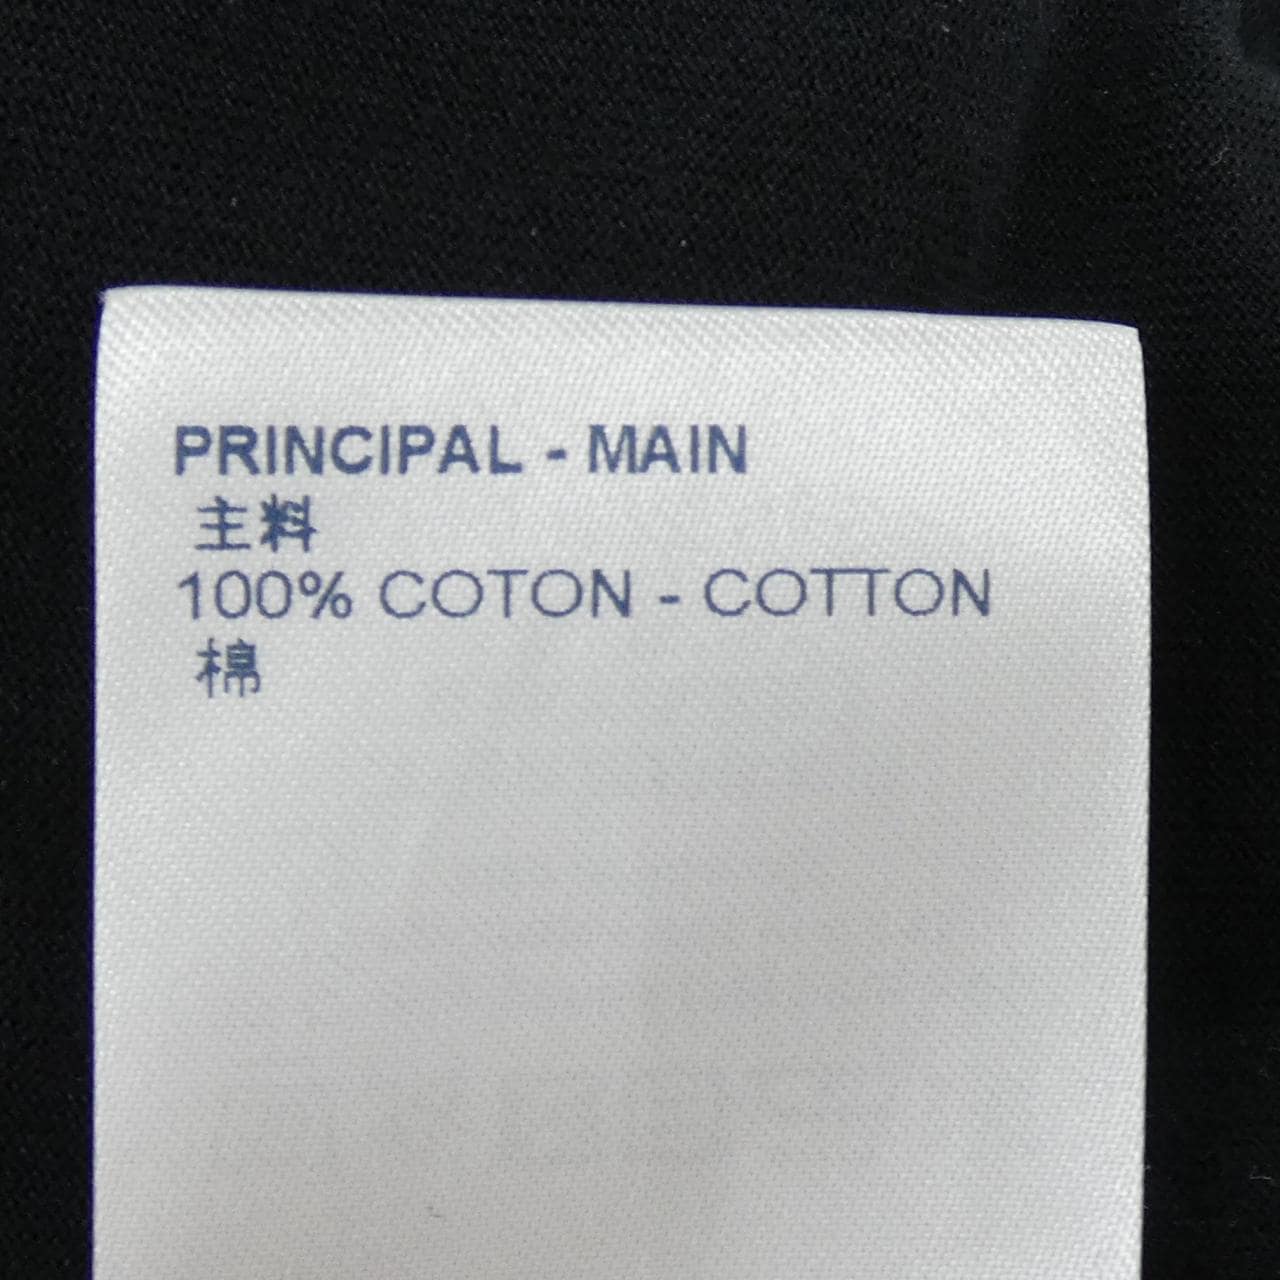 PRINCIPAL - MAIN
主料
100% COTON - COTTON
棉